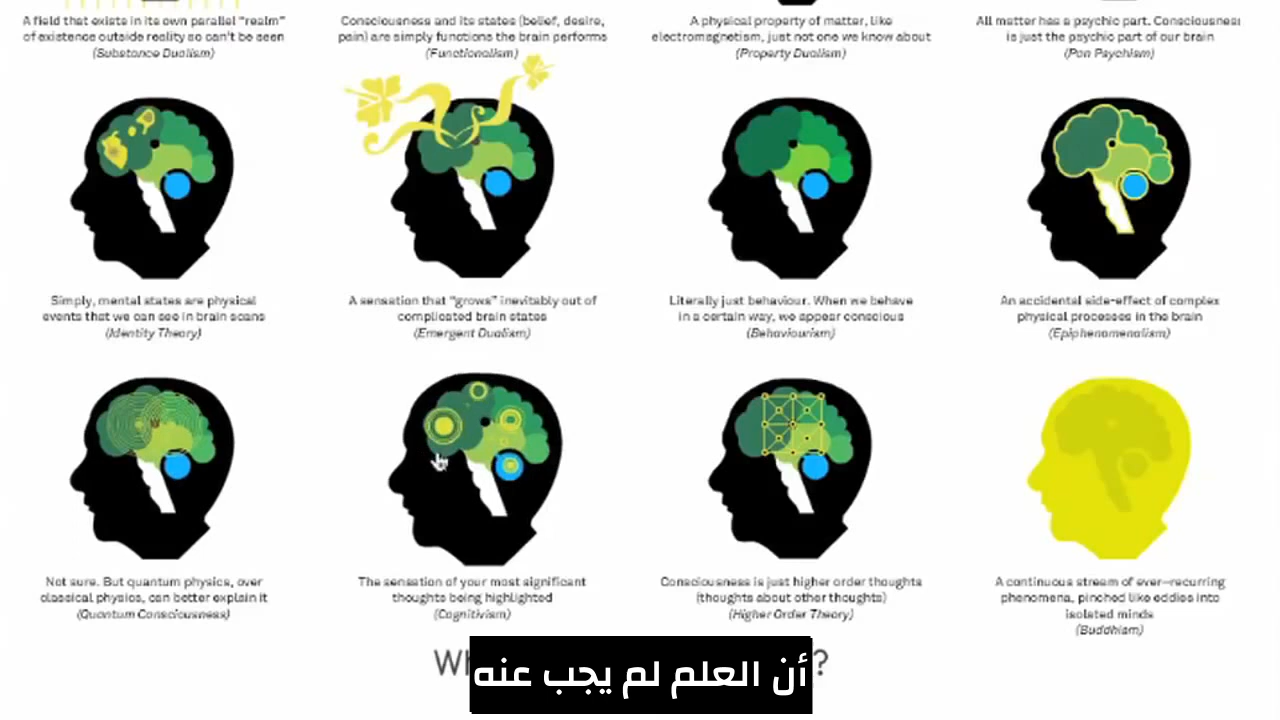 A field that exists in its own parallel “realm”
of existence outside reality so can't be seen
(Substance Dualism)
Consciousness and its states (belief, desire,
pain) are simply functions the brain performs
(Functionalism)
A physical property of matter, like
electromagnetism, just not one we know about
(Property Dualism)
All matter has a psychic part. Consciousness
is just the psychic part of our brain
(Pan Psychism)
Simply, mental states are physical
events that we can see in brain scans
(Identity Theory)
A sensation that “grows” inevitably out of
complicated brain states
(Emergent Dualism)
Literally just behaviour. When we behave
in a certain way, we appear conscious
(Behaviourism)
An accidental side-effect of complex
physical processes in the brain
(Epiphenomenalism)
Not sure. But quantum physics, over
classical physics, can better explain it
(Quantum Consciousness)
The sensation of your most significant
thoughts being highlighted
(Cognitivism)
Consciousness is just higher order thoughts
(thoughts about other thoughts)
(Higher Order Theory)
A continuous stream of ever-recurring
phenomena, pinched like eddies into
isolated minds
(Buddhism)
أن العلم لم يجب عنه